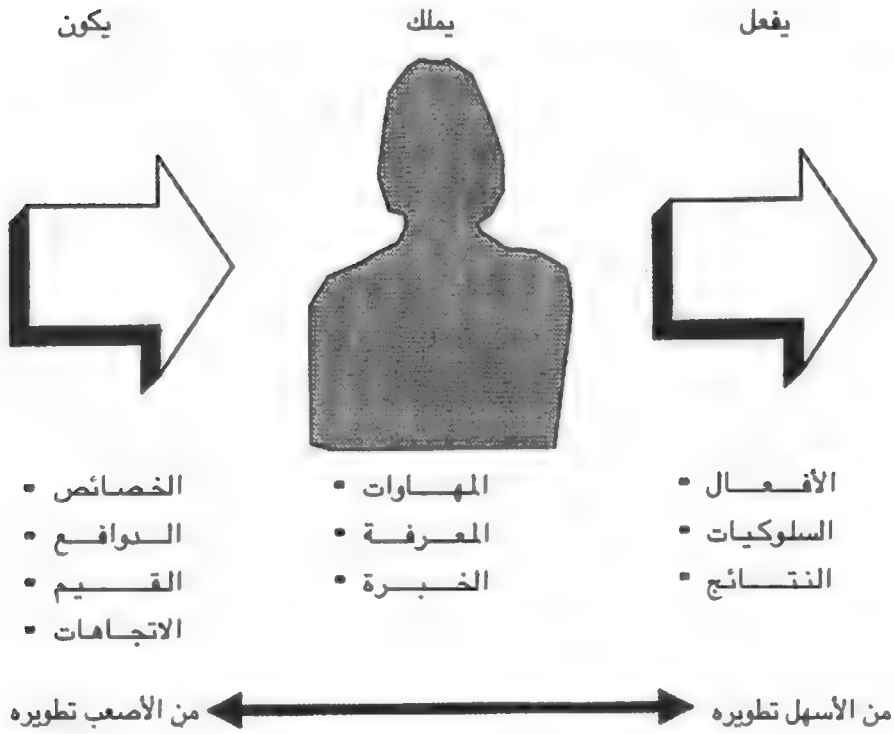 يفعل
يملك
يكون
الأفعال
السلوكيات
النتائج
المهاوات
المعرفة
الخبرة
الخصائص
الدوافع
القيم
الاتجاهات
من الأسهل تطويره
من الأصعب تطويره